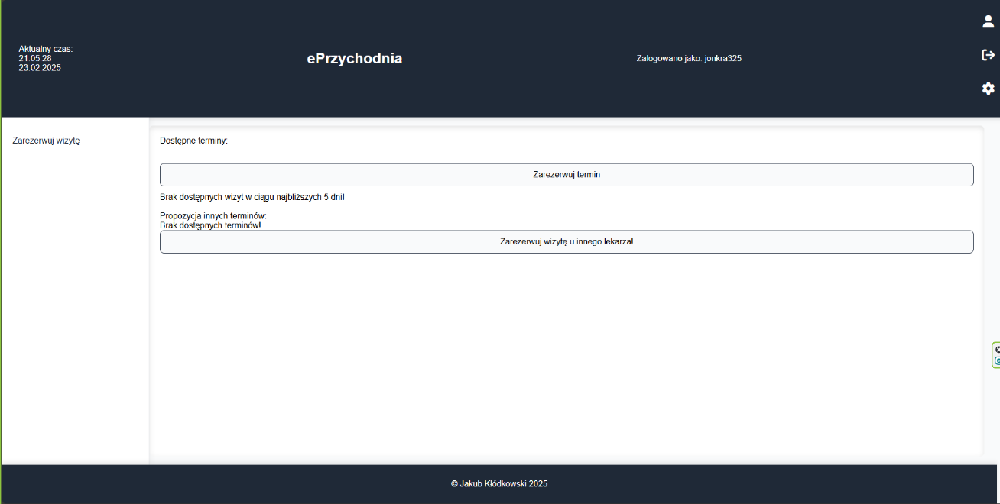 Aktualny czas:
21:05:28
23.02.2025
ePrzychodnia
Zalogowano jako: jonkra325
Zarezerwuj wizytę
Dostępne terminy:
Zarezerwuj termin
Brak dostępnych wizyt w ciągu najbliższych 5 dni!
Propozycja innych terminów:
Brak dostępnych terminów!
Zarezerwuj wizytę u innego lekarza!
© Jakub Kłódkowski 2025